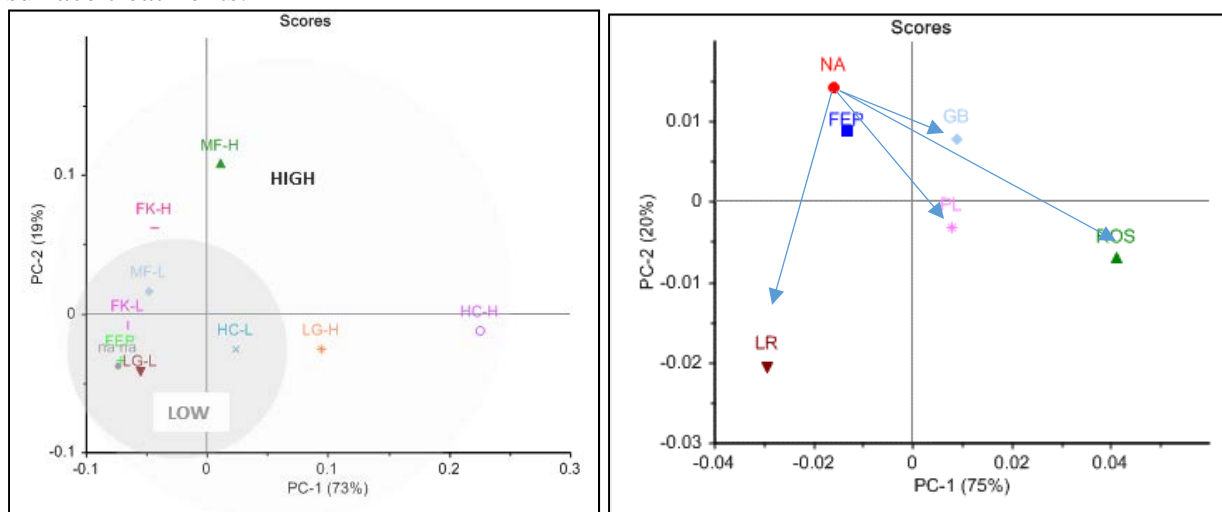 Scores
0.1
0
-0.1
-0.1
0
0.1
0.2
0.3
PC-2 (19%)
PC-1 (73%)
MF-H
HIGH
FK-H
MF-L
FK-L
HC-H
HC-L
LG-H
na na
LG-L
LOW
Scores
NA
FEP
GB
PL
ROS
LR
0.01
0
-0.01
-0.02
-0.03
-0.04
-0.02
0
0.02
0.04
PC-2 (20%)
PC-1 (75%)